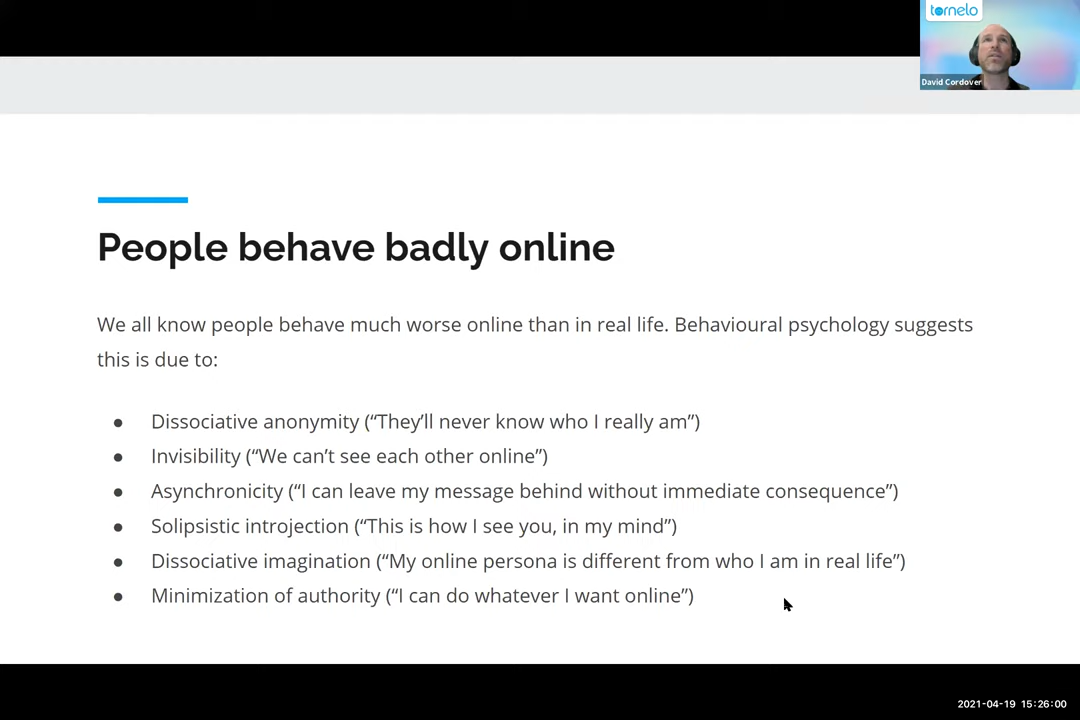 tornelo
David Cordover
People behave badly online
We all know people behave much worse online than in real life. Behavioural psychology suggests
this is due to:
● Dissociative anonymity (“They’ll never know who I really am”)
● Invisibility (“We can’t see each other online”)
● Asynchronicity (“I can leave my message behind without immediate consequence”)
● Solipsistic introjection (“This is how I see you, in my mind”)
● Dissociative imagination (“My online persona is different from who I am in real life”)
● Minimization of authority (“I can do whatever I want online”)
2021-04-19 15:26:00